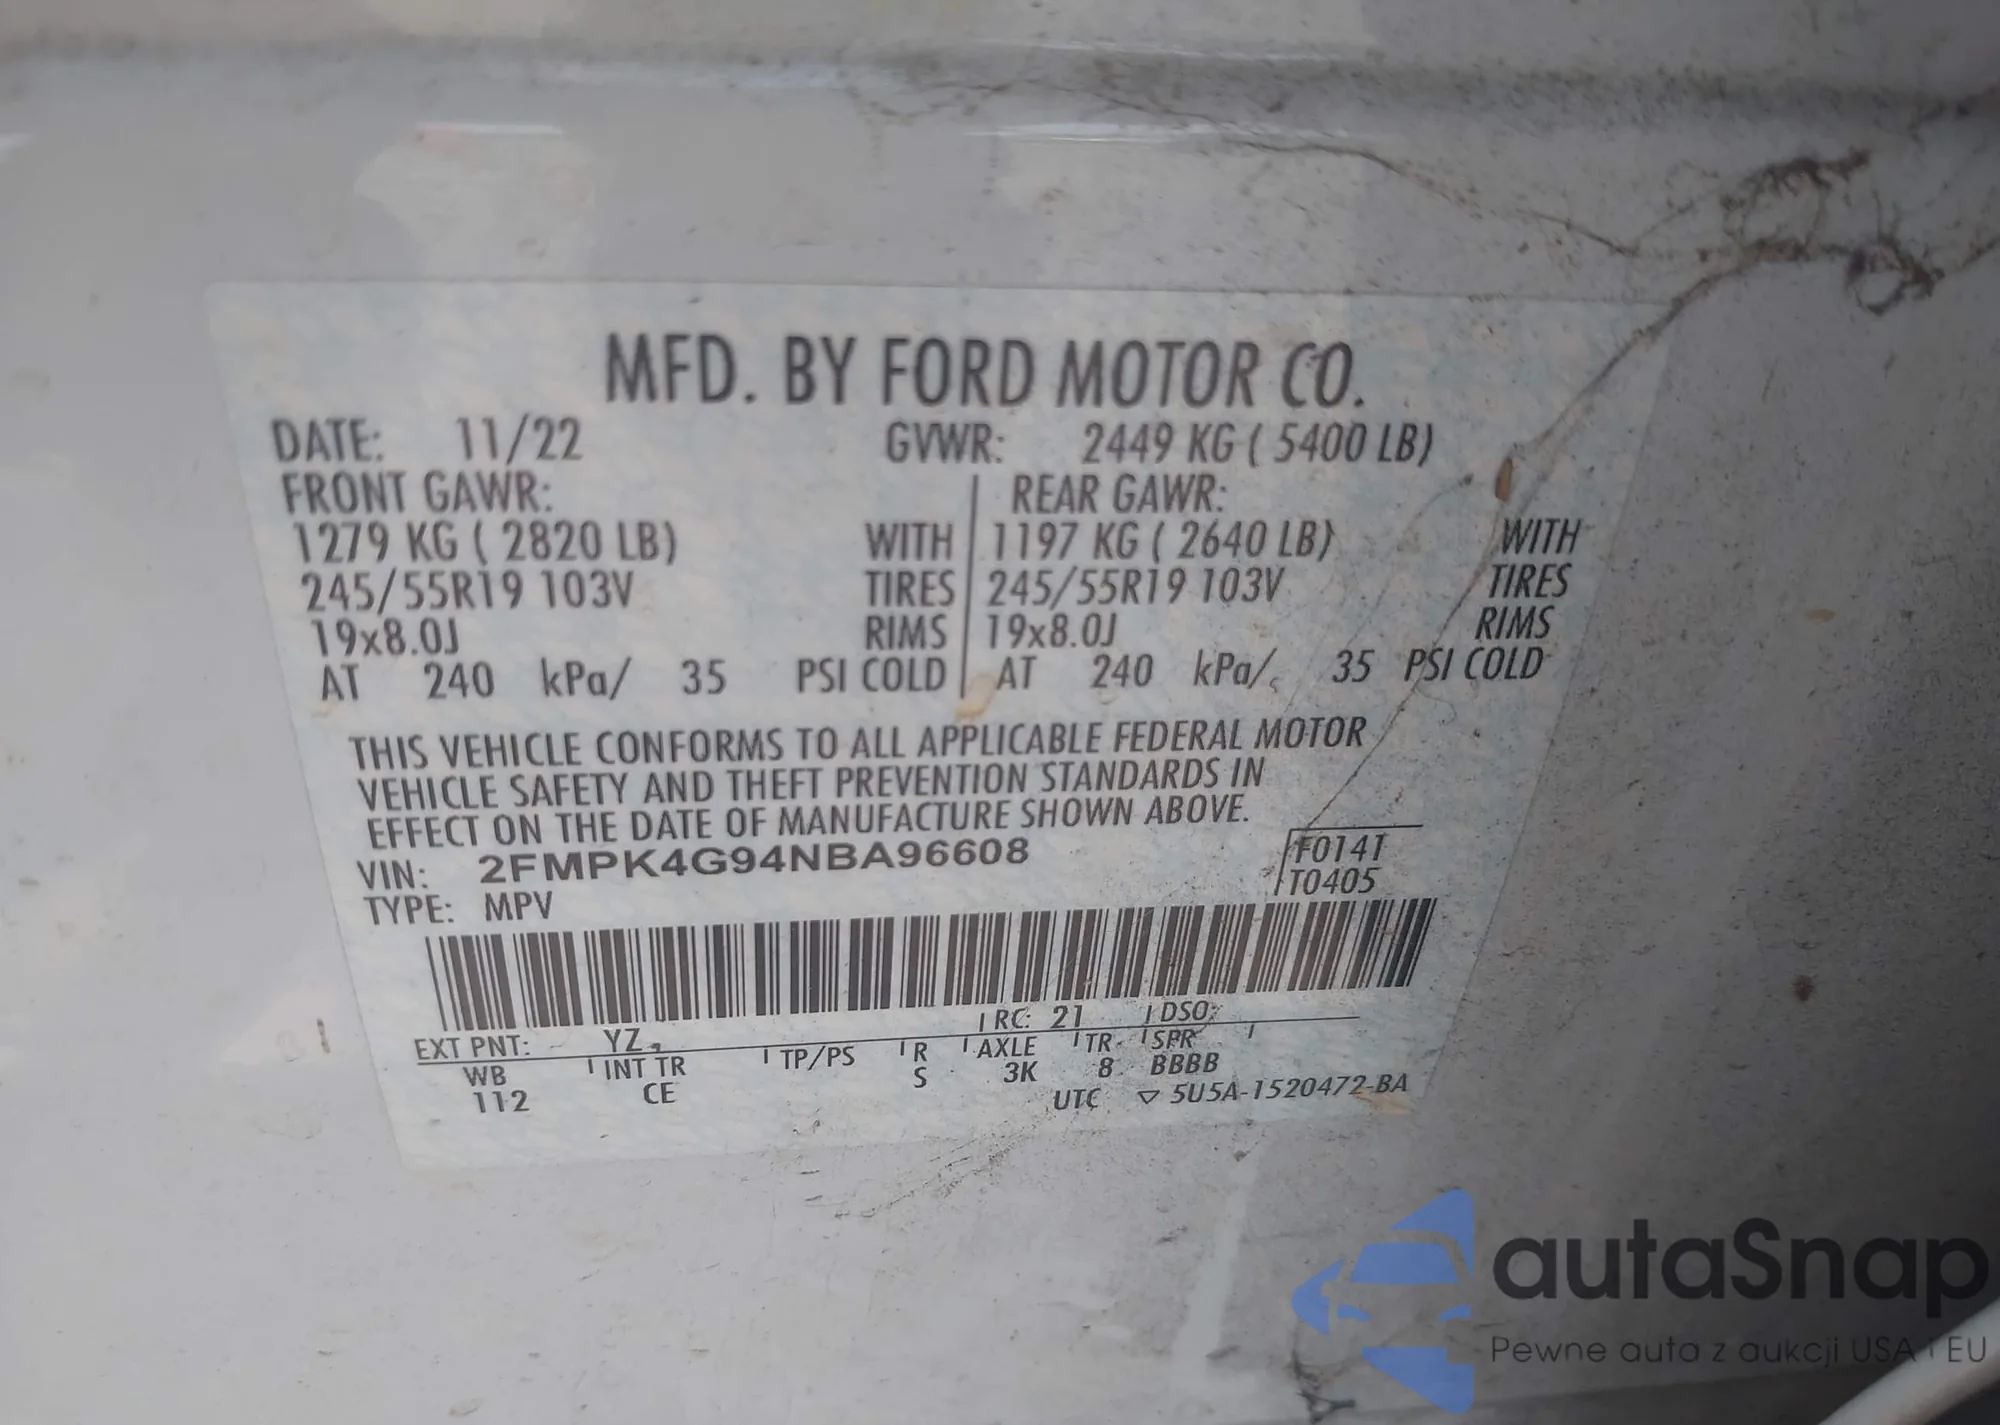 MFD. BY FORD MOTOR CO.
DATE: 11/22 GVWR: 2449 KG ( 5400 LB)
FRONT GAWR: REAR GAWR:
1279 KG ( 2820 LB) WITH 1197 KG ( 2640 LB) WITH
245/55R19 103V TIRES 245/55R19 103V TIRES
19x8.0J RIMS 19x8.0J RIMS
AT 240 kPa/ 35 PSI COLD AT 240 kPa/ 35 PSI COLD
THIS VEHICLE CONFORMS TO ALL APPLICABLE FEDERAL MOTOR
VEHICLE SAFETY AND THEFT PREVENTION STANDARDS IN
EFFECT ON THE DATE OF MANUFACTURE SHOWN ABOVE.
VIN: 2FMPK4G94NBA96608 F0141
TYPE: MPV T0405
EXT PNT: YZ RC: 21 DSO:
WB INT TR TP/PS R AXLE TR SPR
112 CE S 3K 8 BBBB
UTC ▽ 5U5A-1520472-BA
autaSnap
Pewne auta z aukcji USA i EU